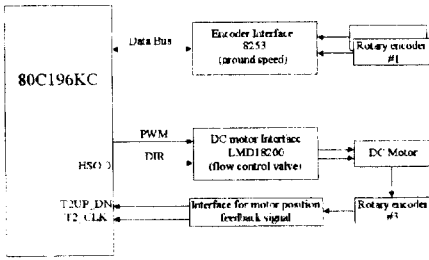 Data Bus
Encoder Interface
8253
(ground speed)
Rotary encoder
#1
80C196KC
PWM
DIR
HSO
DC motor Interface
LMD18200
(flow control valve)
DC Motor
T2UP_DN
T2_CLK
Interface for motor position
feedback signal
Rotary encoder
#3